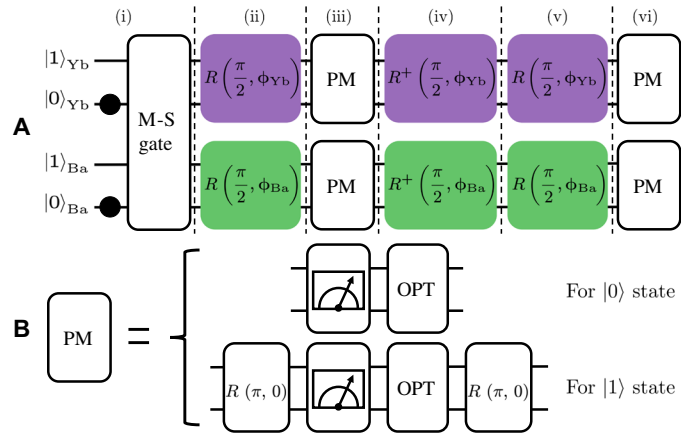 (i) (ii) (iii) (iv) (v) (vi)
A
|1⟩Yb
|0⟩Yb
|1⟩Ba
|0⟩Ba
M-S
gate
R(π/2, ϕYb) PM R⁺(π/2, ϕYb) R(π/2, ϕYb) PM
R(π/2, ϕBa) PM R⁺(π/2, ϕBa) R(π/2, ϕBa) PM
B
PM =
OPT For |0⟩ state
R (π, 0) OPT R (π, 0) For |1⟩ state